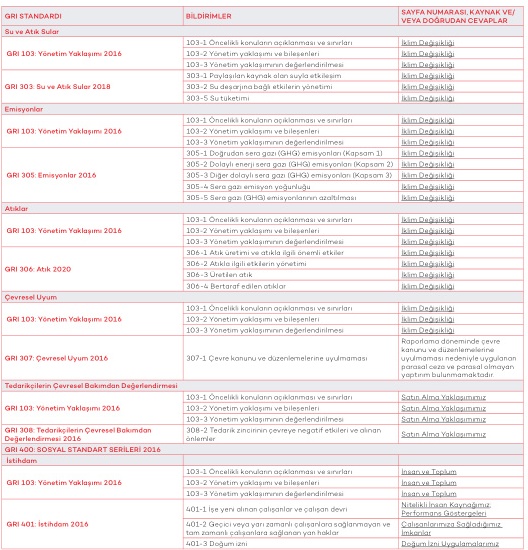 GRI STANDARDI BİLDİRİMLER SAYFA NUMARASI, KAYNAK VE/
VEYA DOĞRUDAN CEVAPLAR
Su ve Atık Sular
GRI 103: Yönetim Yaklaşımı 2016
103-1 Öncelikli konuların açıklanması ve sınırları İklim Değişikliği
103-2 Yönetim yaklaşımı ve bileşenleri İklim Değişikliği
103-3 Yönetim yaklaşımının değerlendirilmesi İklim Değişikliği
GRI 303: Su ve Atık Sular 2018
303-1 Paylaşılan kaynak olan suyla etkileşim İklim Değişikliği
303-2 Su deşarjına bağlı etkilerin yönetimi İklim Değişikliği
303-5 Su tüketimi İklim Değişikliği
Emisyonlar
GRI 103: Yönetim Yaklaşımı 2016
103-1 Öncelikli konuların açıklanması ve sınırları İklim Değişikliği
103-2 Yönetim yaklaşımı ve bileşenleri İklim Değişikliği
103-3 Yönetim yaklaşımının değerlendirilmesi İklim Değişikliği
GRI 305: Emisyonlar 2016
305-1 Doğrudan sera gazı (GHG) emisyonları (Kapsam 1) İklim Değişikliği
305-2 Dolaylı enerji sera gazı (GHG) emisyonları (Kapsam 2) İklim Değişikliği
305-3 Diğer dolaylı sera gazı (GHG) emisyonları (Kapsam 3) İklim Değişikliği
305-4 Sera gazı emisyon yoğunluğu İklim Değişikliği
305-5 Sera gazı (GHG) emisyonlarının azaltılması İklim Değişikliği
Atıklar
GRI 103: Yönetim Yaklaşımı 2016
103-1 Öncelikli konuların açıklanması ve sınırları İklim Değişikliği
103-2 Yönetim yaklaşımı ve bileşenleri İklim Değişikliği
103-3 Yönetim yaklaşımının değerlendirilmesi İklim Değişikliği
GRI 306: Atık 2020
306-1 Atık üretimi ve atıkla ilgili önemli etkiler İklim Değişikliği
306-2 Atıkla ilgili etkilerin yönetimi İklim Değişikliği
306-3 Üretilen atık İklim Değişikliği
306-4 Bertaraf edilen atıklar İklim Değişikliği
Çevresel Uyum
GRI 103: Yönetim Yaklaşımı 2016
103-1 Öncelikli konuların açıklanması ve sınırları İklim Değişikliği
103-2 Yönetim yaklaşımı ve bileşenleri İklim Değişikliği
103-3 Yönetim yaklaşımının değerlendirilmesi İklim Değişikliği
GRI 307: Çevresel Uyum 2016
307-1 Çevre kanunu ve düzenlemelerine uyulmaması
Raporlama döneminde çevre
kanunu ve düzenlemelerine
uyulmaması nedeniyle uygulanan
parasal ceza ve parasal olmayan
yaptırım bulunmamaktadır.
Tedarikçilerin Çevresel Bakımdan Değerlendirmesi
GRI 103: Yönetim Yaklaşımı 2016
103-1 Öncelikli konuların açıklanması ve sınırları Satın Alma Yaklaşımımız
103-2 Yönetim yaklaşımı ve bileşenleri Satın Alma Yaklaşımımız
103-3 Yönetim yaklaşımının değerlendirilmesi Satın Alma Yaklaşımımız
GRI 308: Tedarikçilerin Çevresel Bakımdan
Değerlendirmesi 2016
308-2 Tedarik zincirinin çevreye negatif etkileri ve alınan
önlemler
Satın Alma Yaklaşımımız
GRI 400: SOSYAL STANDART SERİLERİ 2016
İstihdam
GRI 103: Yönetim Yaklaşımı 2016
103-1 Öncelikli konuların açıklanması ve sınırları İnsan ve Toplum
103-2 Yönetim yaklaşımı ve bileşenleri İnsan ve Toplum
103-3 Yönetim yaklaşımının değerlendirilmesi İnsan ve Toplum
GRI 401: İstihdam 2016
401-1 İşe yeni alınan çalışanlar ve çalışan devri
Nitelikli İnsan Kaynağımız;
Performans Göstergeleri
401-2 Geçici veya yarı zamanlı çalışanlara sağlanmayan ve
tam zamanlı çalışanlara sağlanan yan haklar
Çalışanlarımıza Sağladığımız
İmkanlar
401-3 Doğum izni Doğum İzni Uygulamalarımız